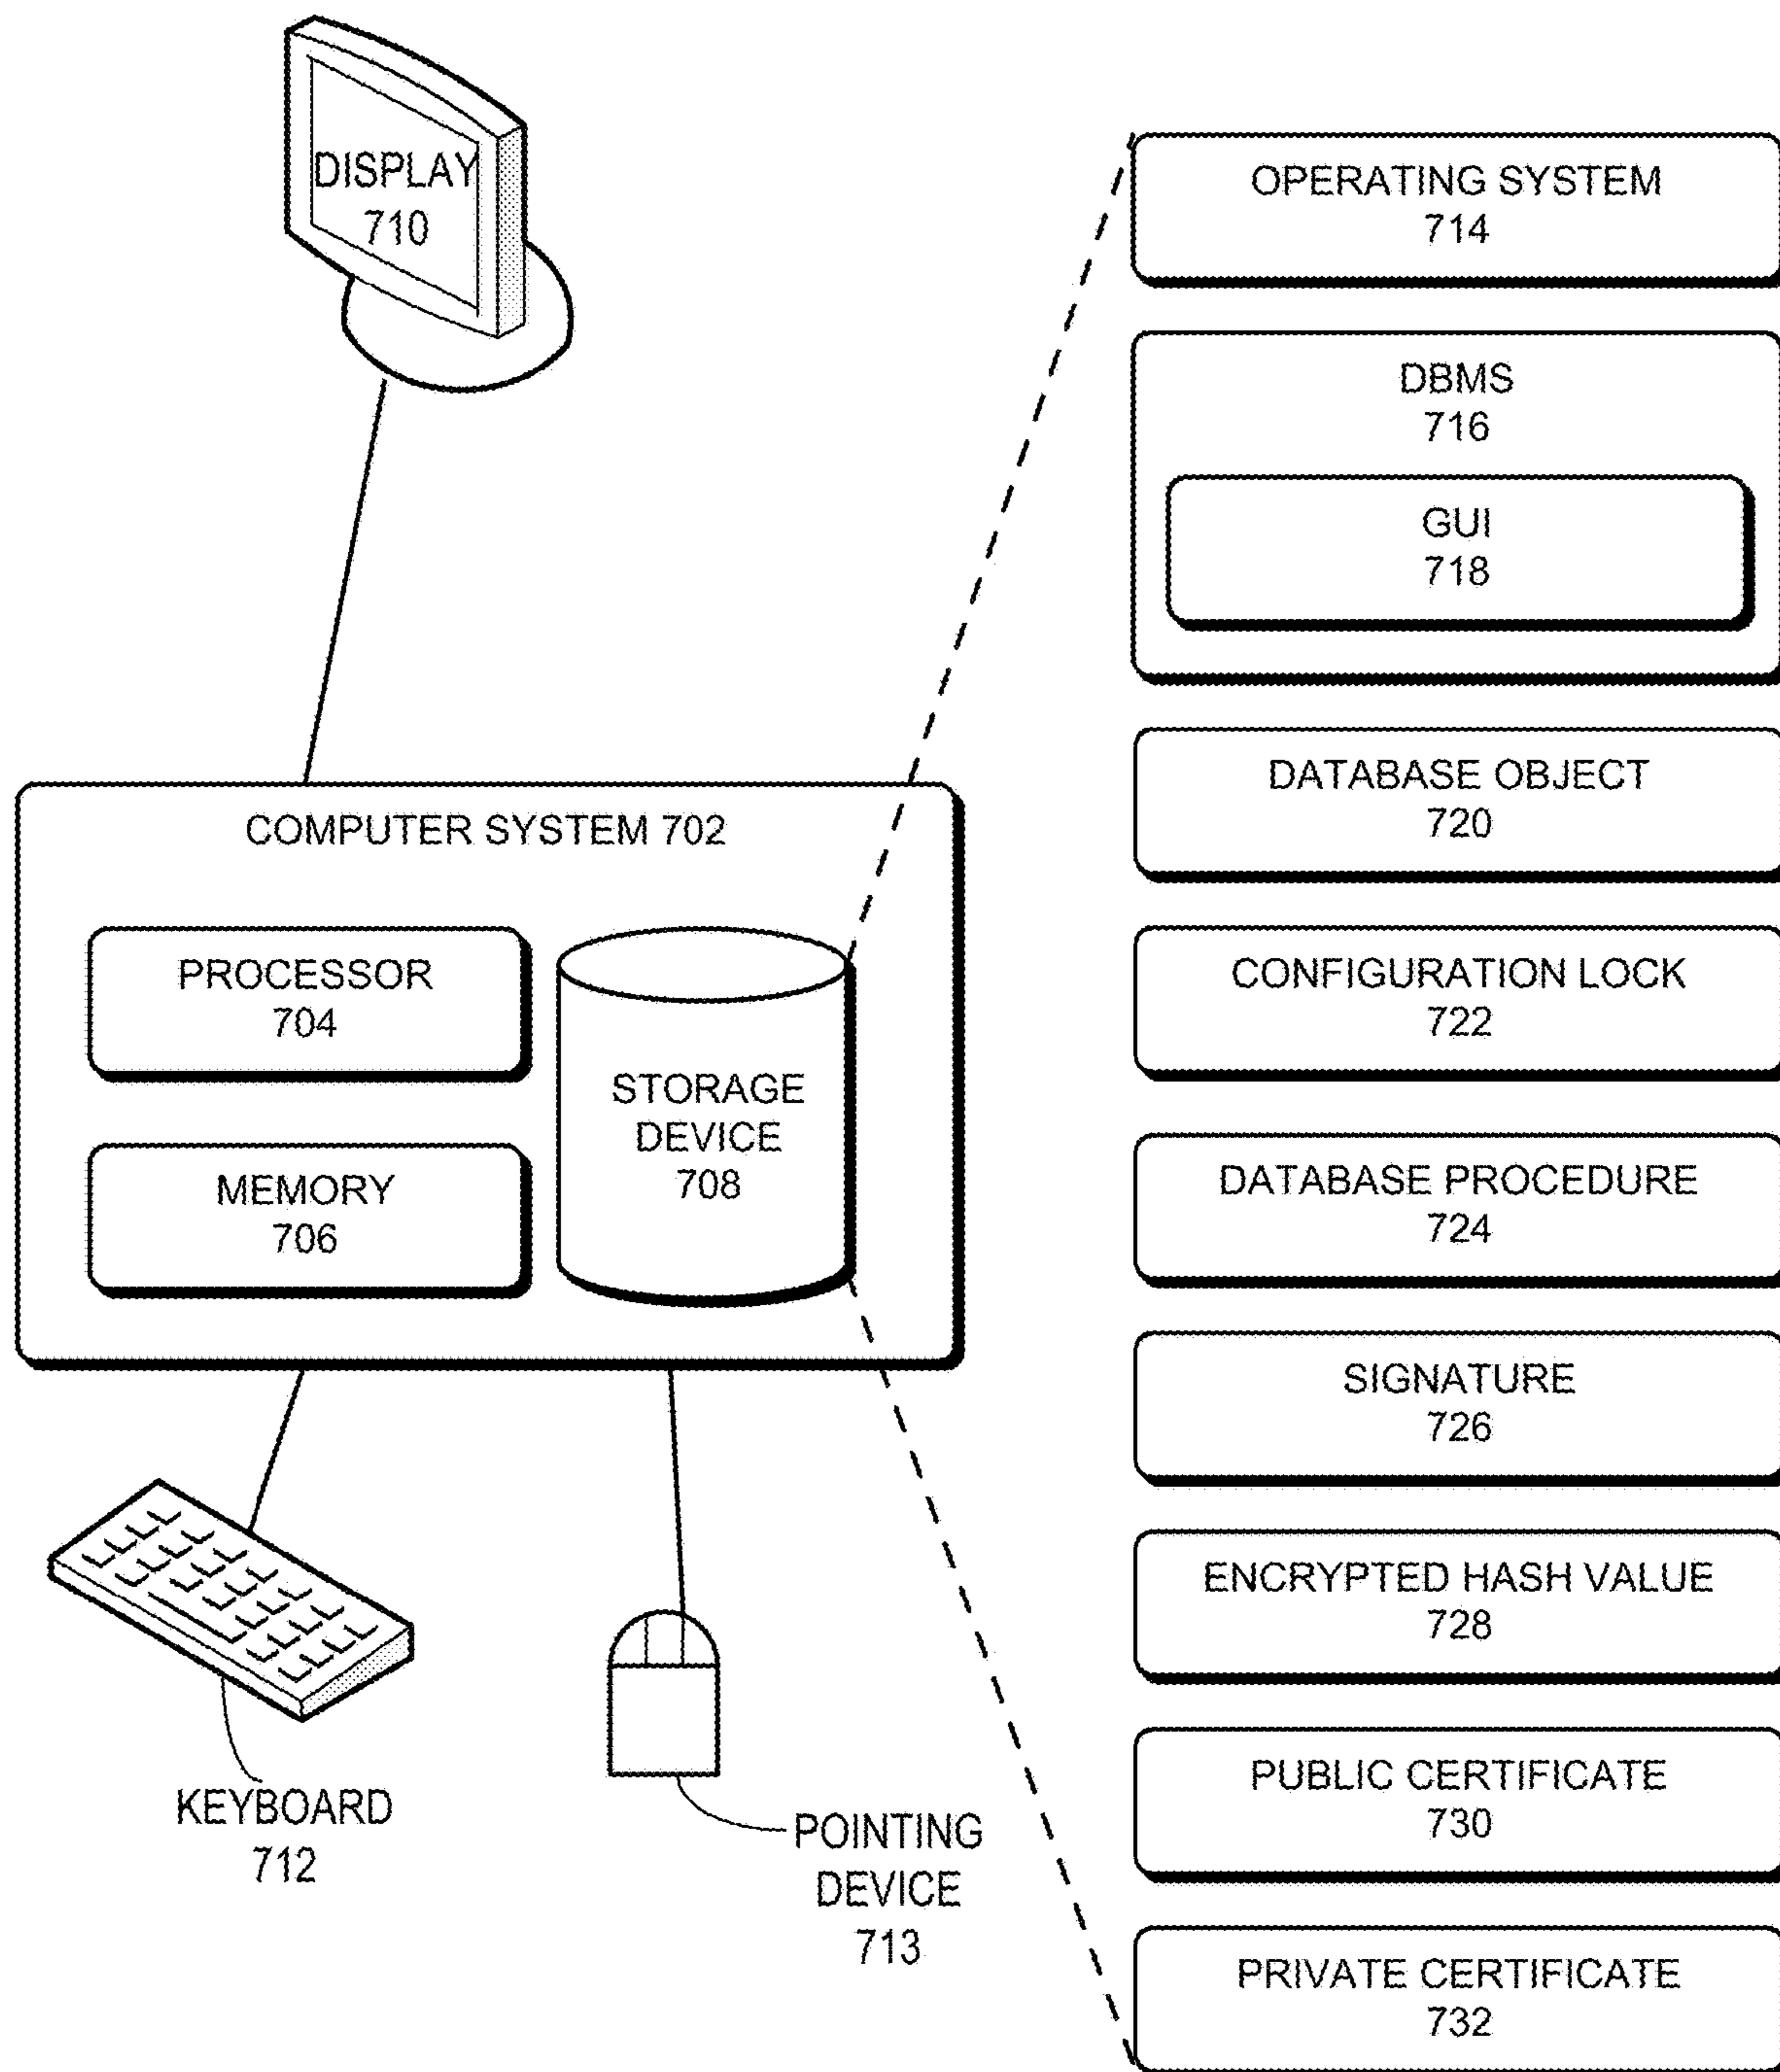 DISPLAY
710
COMPUTER SYSTEM 702
PROCESSOR
704
MEMORY
706
STORAGE
DEVICE
708
KEYBOARD
712
POINTING
DEVICE
713
OPERATING SYSTEM
714
DBMS
716
GUI
718
DATABASE OBJECT
720
CONFIGURATION LOCK
722
DATABASE PROCEDURE
724
SIGNATURE
726
ENCRYPTED HASH VALUE
728
PUBLIC CERTIFICATE
730
PRIVATE CERTIFICATE
732